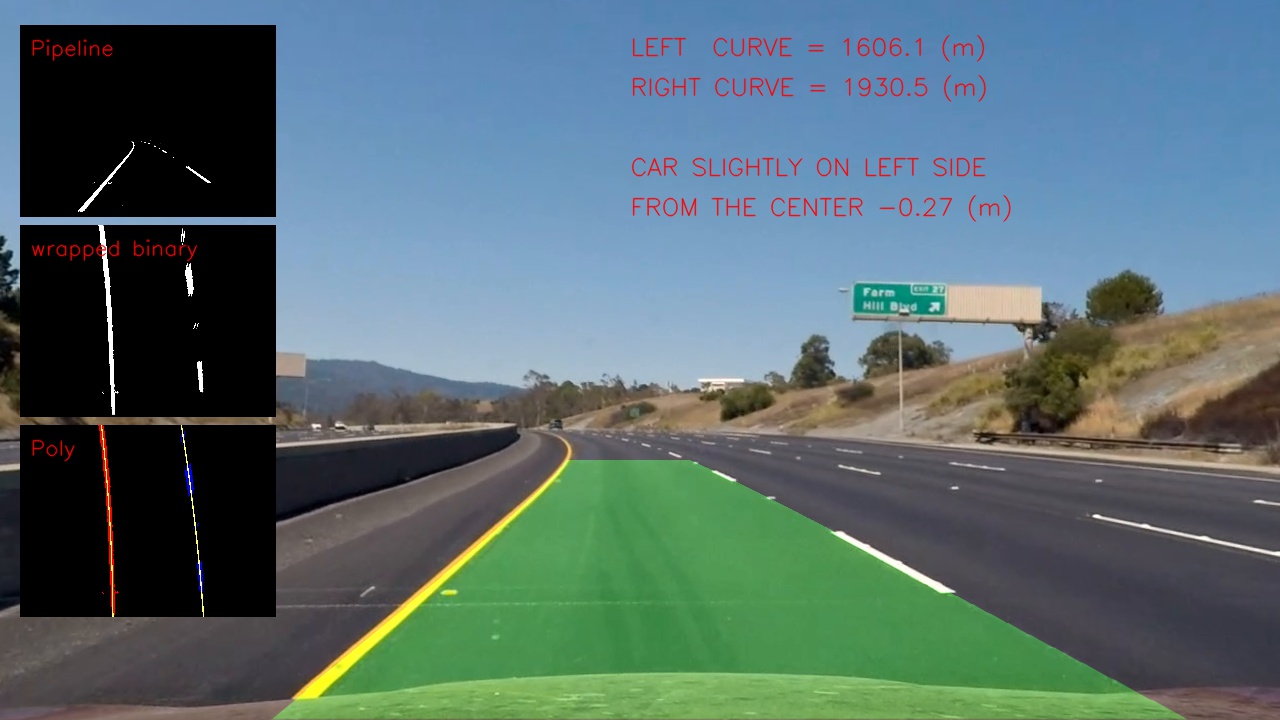 Pipeline
wrapped binary
Poly
LEFT CURVE = 1606.1 (m)
RIGHT CURVE = 1930.5 (m)
CAR SLIGHTLY ON LEFT SIDE
FROM THE CENTER -0.27 (m)
EXIT 27
Farm
Hill Blvd